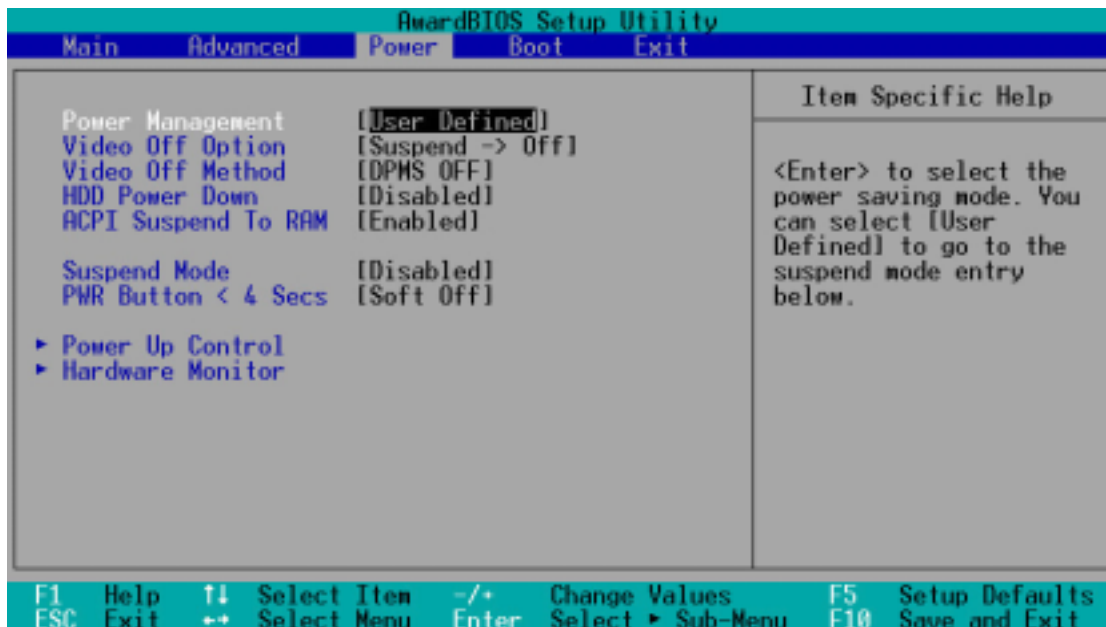 AwardBIOS Setup Utility
Main Advanced Power Boot Exit
Power Management [User Defined]
Video Off Option [Suspend -> Off]
Video Off Method [DPMS OFF]
HDD Power Down [Disabled]
ACPI Suspend To RAM [Enabled]
Suspend Mode [Disabled]
PWR Button < 4 Secs [Soft Off]
▸ Power Up Control
▸ Hardware Monitor
Item Specific Help
<Enter> to select the
power saving mode. You
can select [User
Defined] to go to the
suspend mode entry
below.
F1 Help ↑↓ Select Item -/+ Change Values F5 Setup Defaults
ESC Exit ←→ Select Menu Enter Select ▸ Sub-Menu F10 Save and Exit